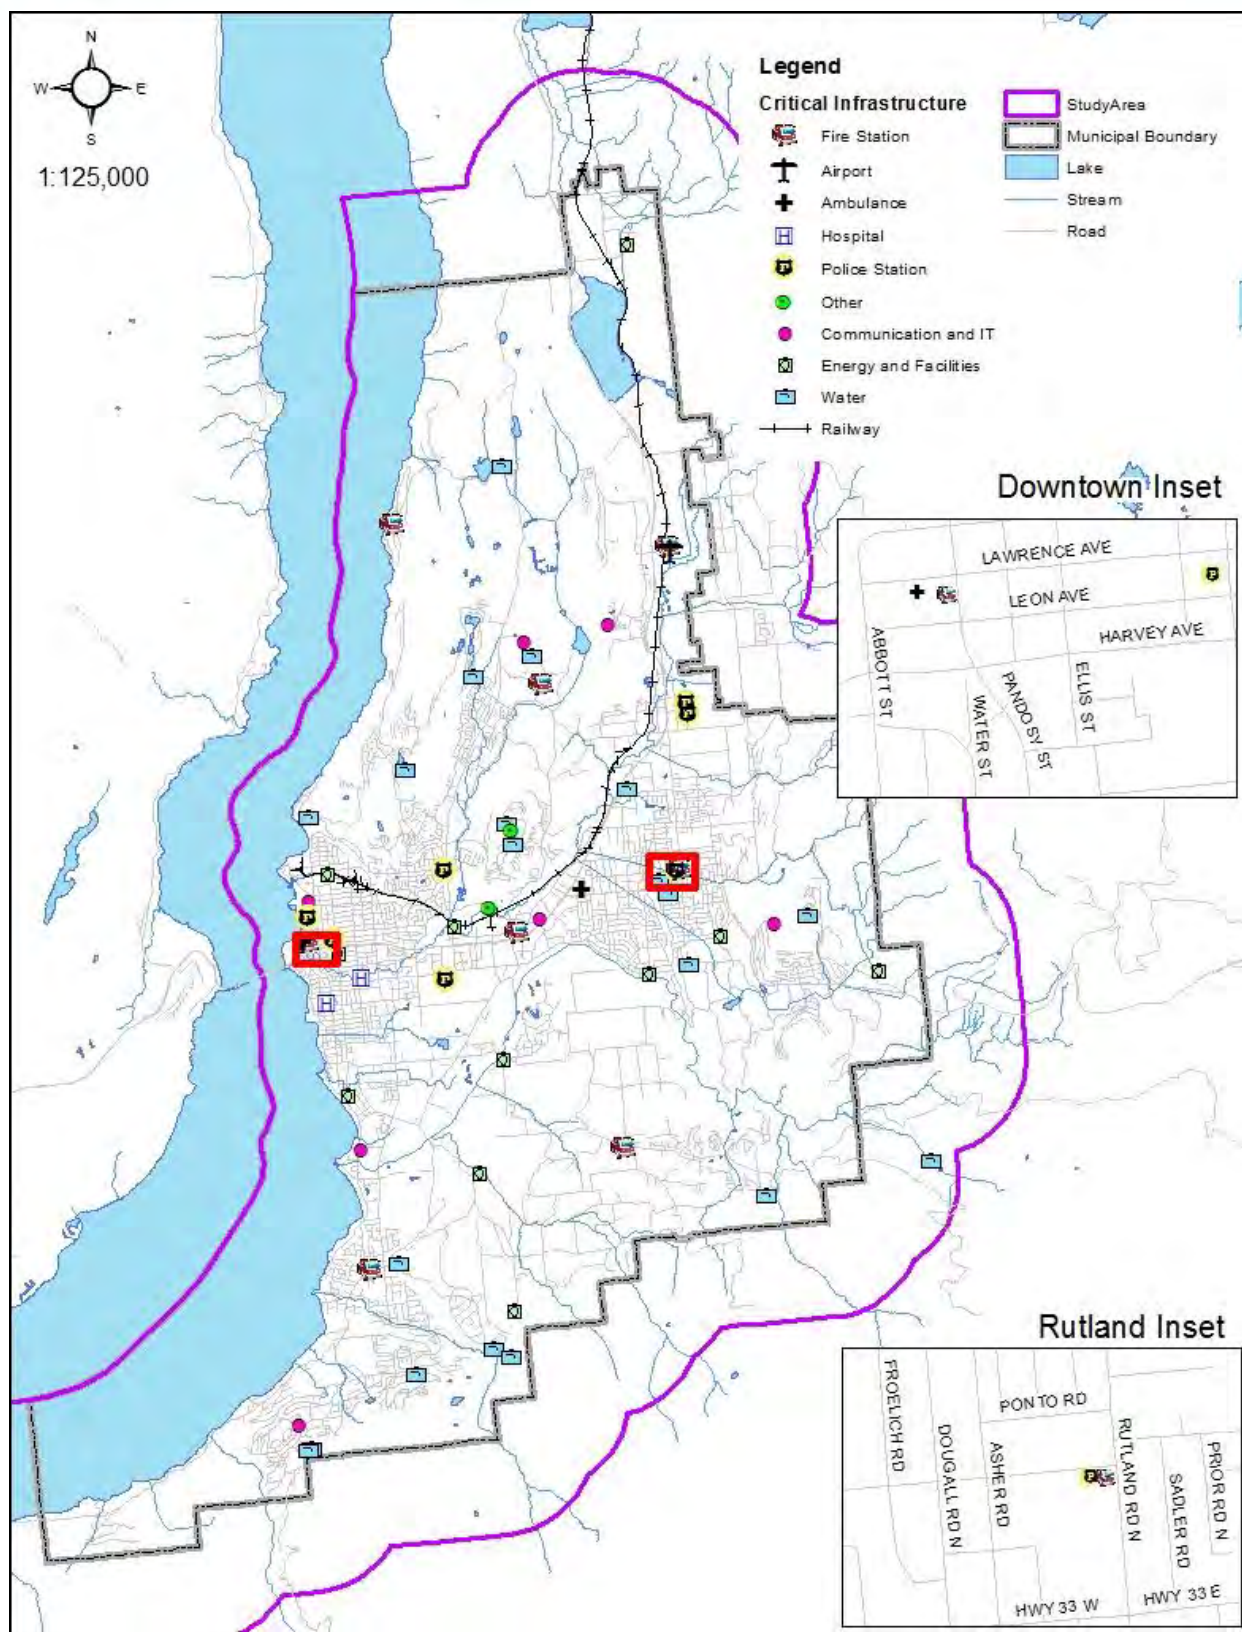 N
W E
S
1:125,000
Legend
Critical Infrastructure
Fire Station
Airport
Ambulance
Hospital
Police Station
Other
Communication and IT
Energy and Facilities
Water
Railway
StudyArea
Municipal Boundary
Lake
Stream
Road
Downtown Inset
LAWRENCE AVE
LEON AVE
HARVEY AVE
ABBOTT ST
WATER ST
PANDOSY ST
ELLIS ST
H
H
Rutland Inset
PONTO RD
FROELICH RD
DOUGALL RD N
ASHER RD
RUTLAND RD N
SADLER RD
PRIOR RD N
HWY 33 W
HWY 33 E